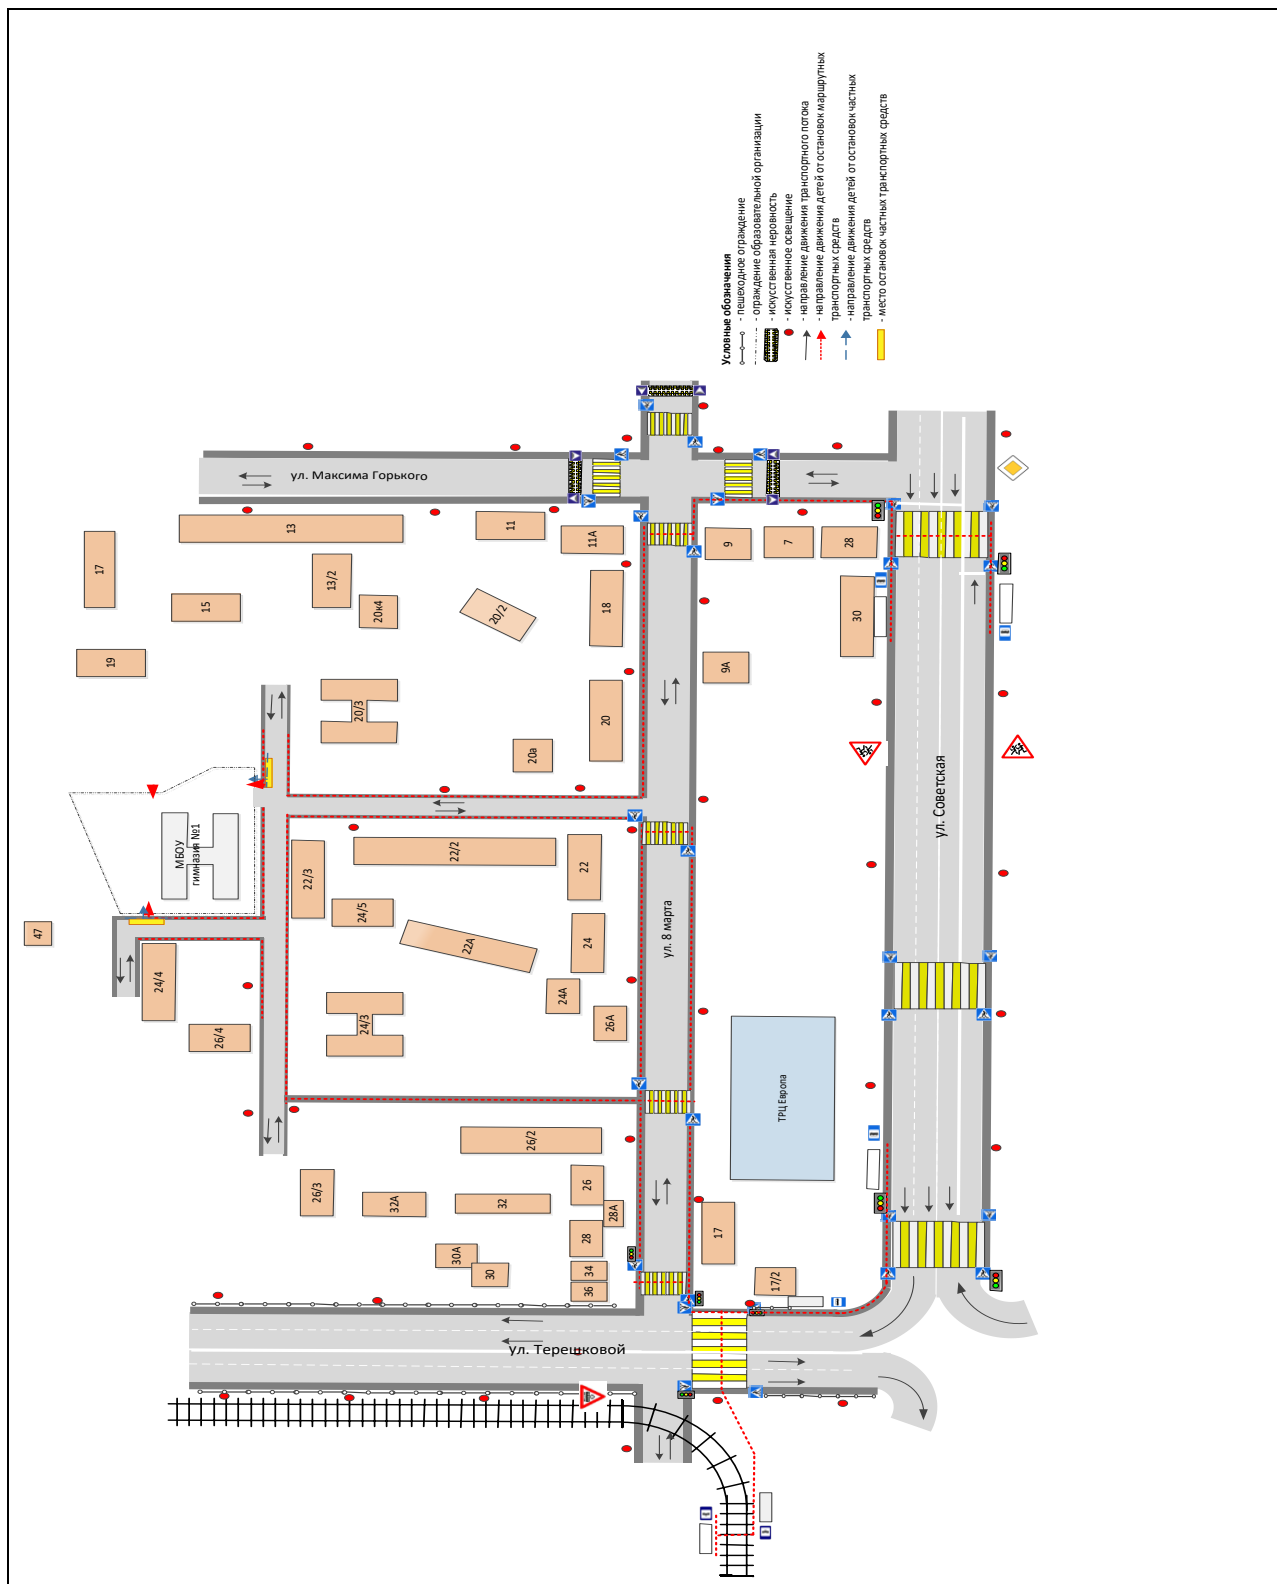 Условные обозначения
- пешеходное ограждение
- ограждение образовательной организации
- искусственная неровность
- искусственное освещение
- направление движения транспортного потока
- направление движения детей от остановок маршрутных
транспортных средств
- направление движения детей от остановок частных
транспортных средств
- место остановок частных транспортных средств
ул. Максима Горького
17
13
11
11А
9
7
28
13/2
15
20к4
20/2
18
30
19
20/3
20
9А
20а
МБОУ
гимназия №1
ул. Советская
22/3
22/2
22
24/5
47
22А
24
ул. 8 марта
24/4
24А
26/4
24/3
26А
ТРЦ Европа
26/2
26/3
32А
32
26
28А
28
17
30А
30
34
36
17/2
ул. Терешковой